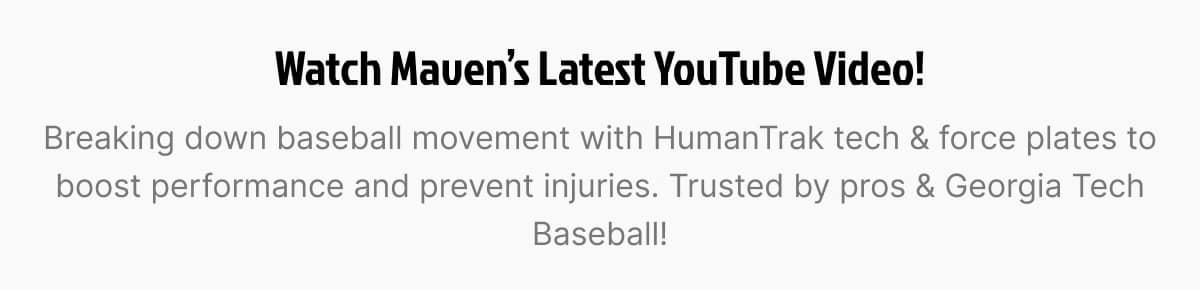 Watch Maven’s Latest YouTube Video!
Breaking down baseball movement with HumanTrak tech & force plates to
boost performance and prevent injuries. Trusted by pros & Georgia Tech
Baseball!